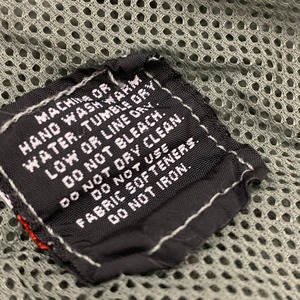 MACHINE OR
HAND WASH WARM
WATER, TUMBLE DRY
LOW OR LINE DRY
DO NOT BLEACH.
DO NOT DRY CLEAN.
DO NOT USE
FABRIC SOFTENERS.
DO NOT IRON.